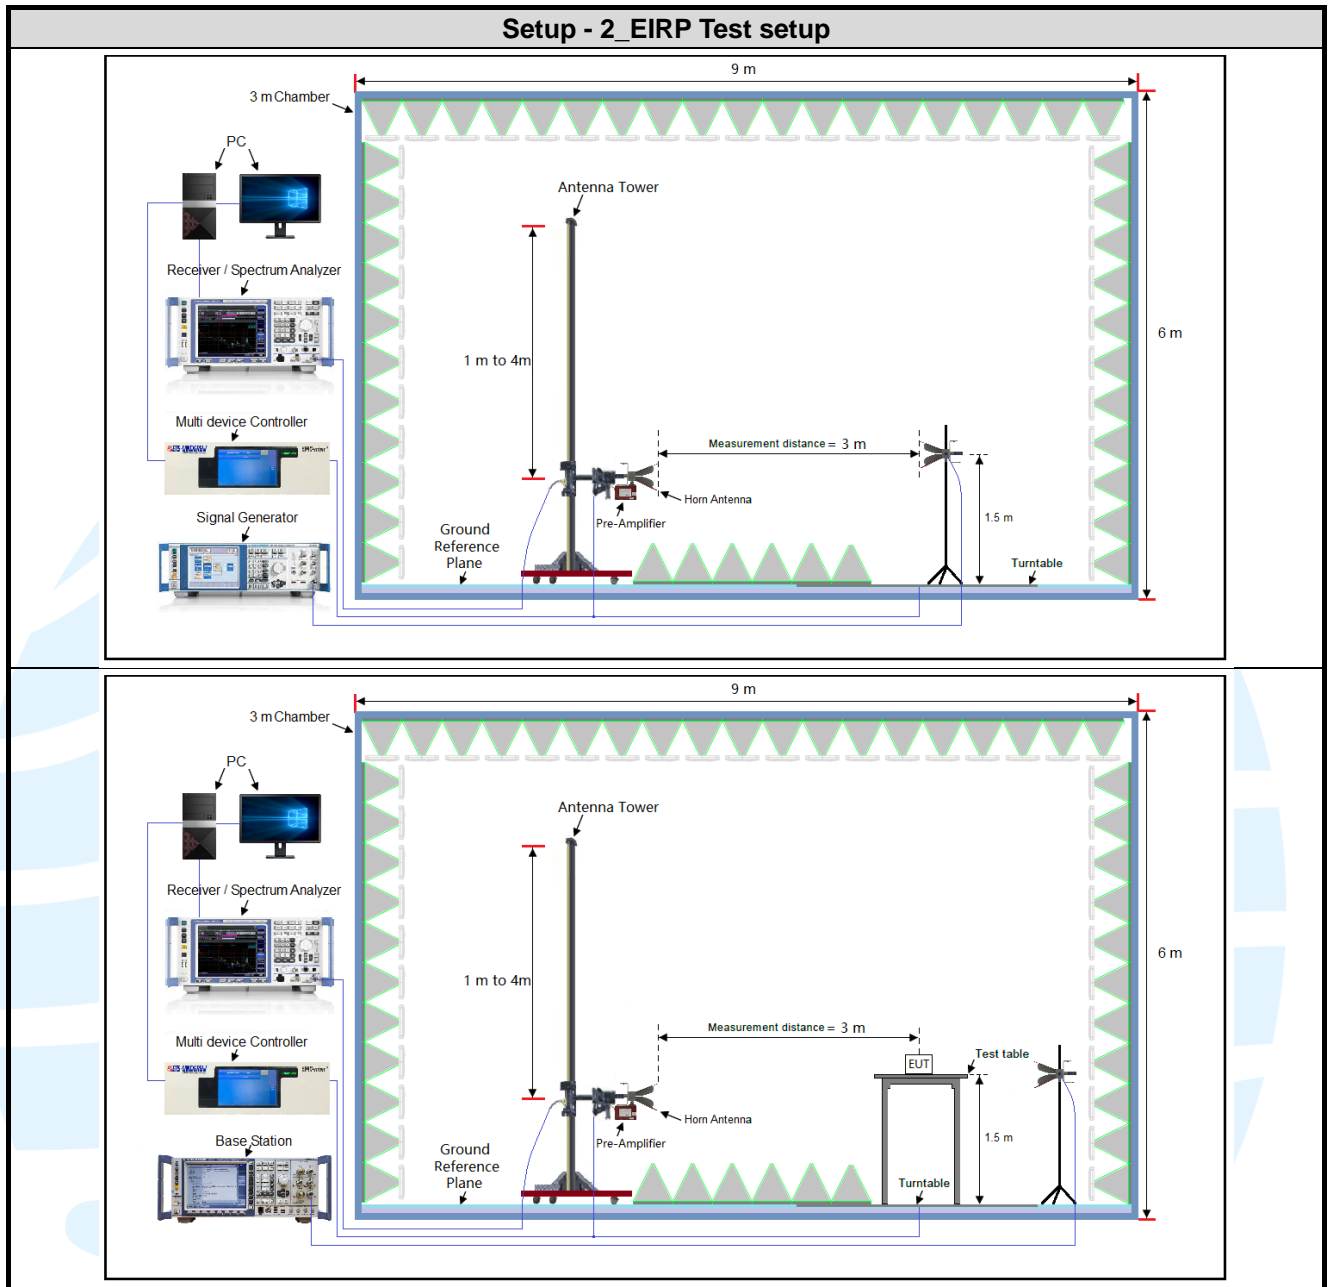 Setup - 2_EIRP Test setup
9 m
3 m Chamber
PC
Antenna Tower
Receiver / Spectrum Analyzer
6 m
1 m to 4m
Multi device Controller
Measurement distance = 3 m
Horn Antenna
Pre-Amplifier
Signal Generator
1.5 m
Ground
Reference
Plane
Turntable
9 m
3 m Chamber
PC
Antenna Tower
Receiver / Spectrum Analyzer
6 m
1 m to 4m
Multi device Controller
Measurement distance = 3 m
EUT
Test table
Horn Antenna
Pre-Amplifier
Base Station
1.5 m
Ground
Reference
Plane
Turntable